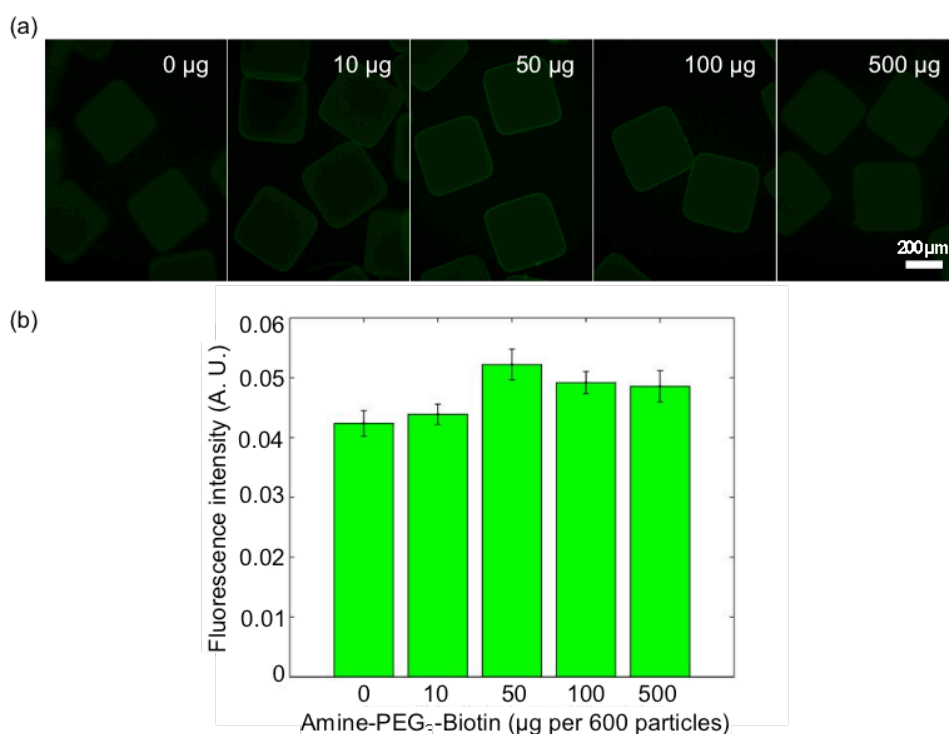 (a)
0 µg 10 µg 50 µg 100 µg 500 µg
200 µm
(b)
Fluorescence intensity (A. U.)
0.06
0.05
0.04
0.03
0.02
0.01
0
0 10 50 100 500
Amine-PEG₃-Biotin (µg per 600 particles)